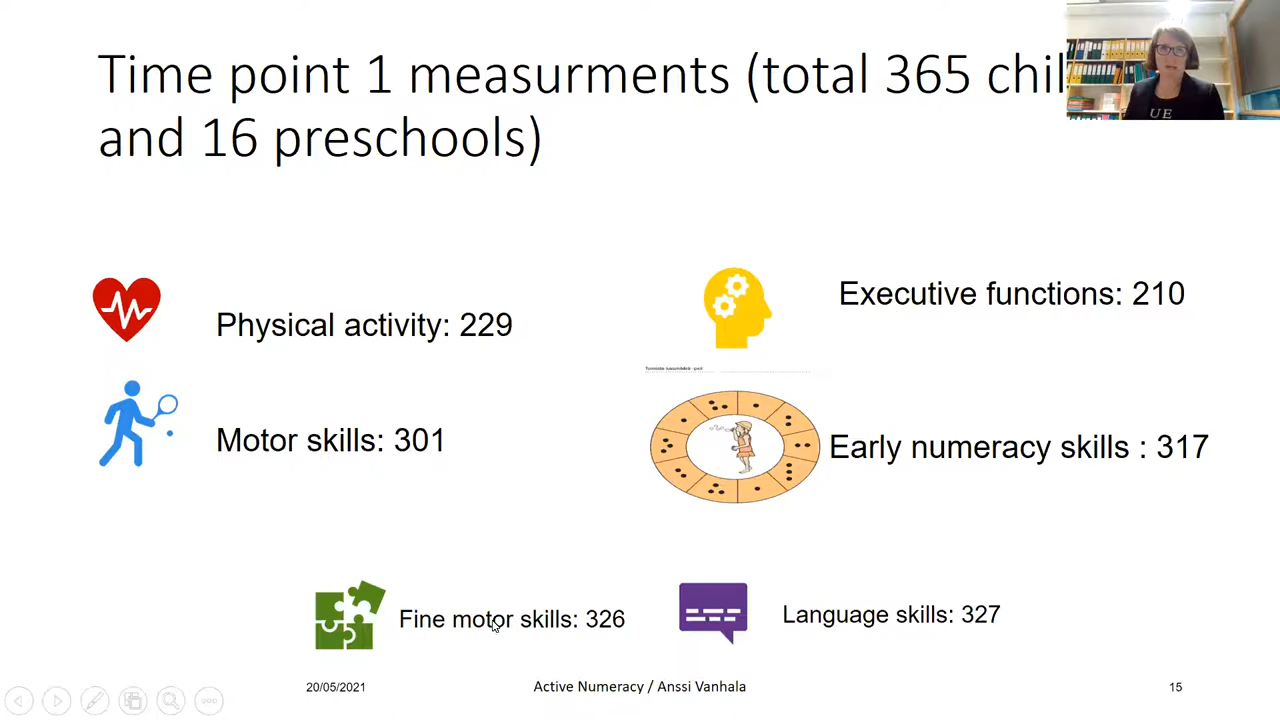 Time point 1 measurments (total 365 chil
and 16 preschools)
Physical activity: 229
Executive functions: 210
Motor skills: 301
Early numeracy skills : 317
Fine motor skills: 326
Language skills: 327
20/05/2021
Active Numeracy / Anssi Vanhala
15
UE